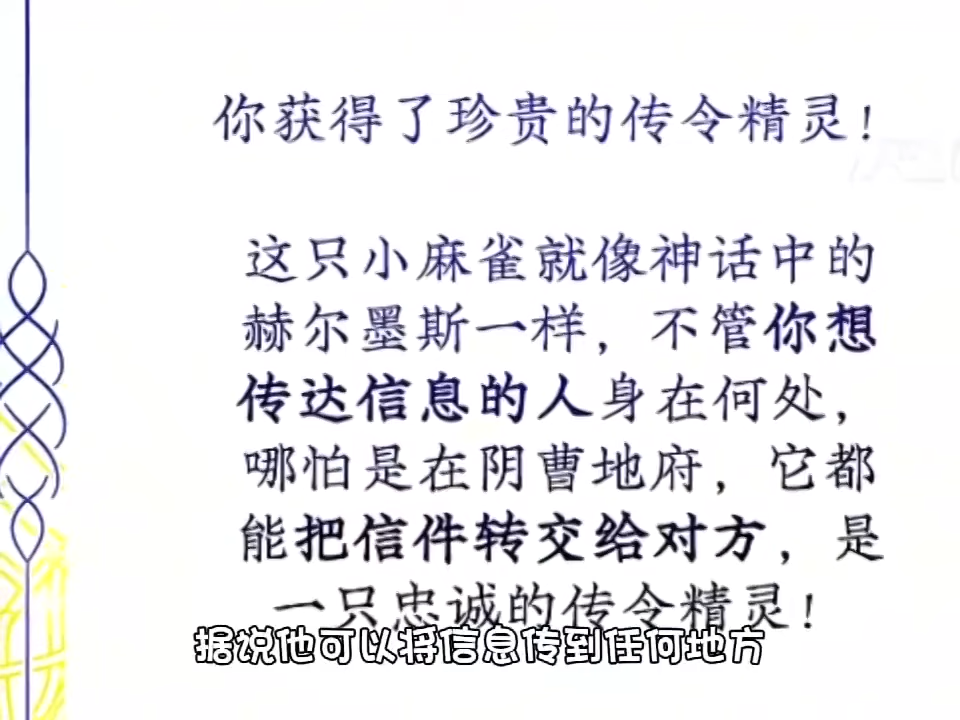 你获得了珍贵的传令精灵！
这只小麻雀就像神话中的
赫尔墨斯一样，不管你想
传达信息的人身在何处，
哪怕是在阴曹地府，它都
能把信件转交给对方，是
一只忠诚的传令精灵！
据说他可以将信息传到任何地方